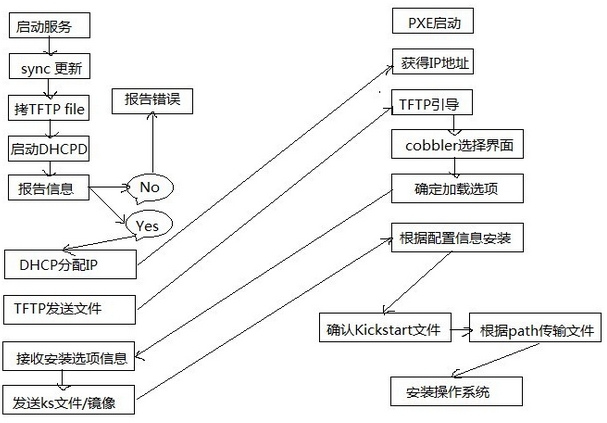 启动服务
sync 更新
拷TFTP file
启动DHCPD
报告信息
报告错误
No
Yes
DHCP分配IP
TFTP发送文件
接收安装选项信息
发送ks文件/镜像
PXE启动
获得IP地址
TFTP引导
cobbler选择界面
确定加载选项
根据配置信息安装
确认Kickstart文件
根据path传输文件
安装操作系统